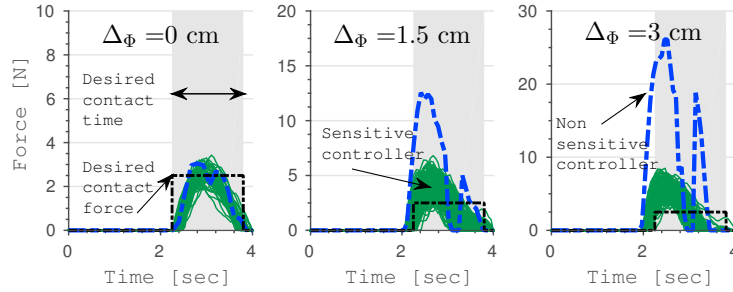 Δ_Φ =0 cm
Δ_Φ =1.5 cm
Δ_Φ =3 cm
Force [N]
10
8
6
4
2
0
Desired
contact
time
Desired
contact
force
0
2
4
Time [sec]
20
15
10
5
0
Sensitive
controller
0
2
4
Time [sec]
30
20
10
0
Non
sensitive
controller
0
2
4
Time [sec]